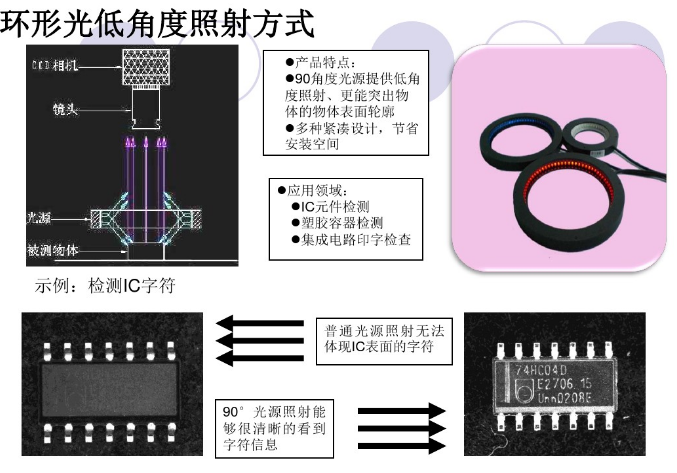 环形光低角度照射方式
CCD相机
镜头
光源
被测物体
●产品特点：
●90角度光源提供低角
度照射、更能突出物
体的物体表面轮廓
●多种紧凑设计，节省
安装空间
●应用领域：
●IC元件检测
●塑胶容器检测
●集成电路印字检查
示例：检测IC字符
普通光源照射无法
体现IC表面的字符
90°光源照射能
够很清晰的看到
字符信息
74HC04D
E2706.15
Unn0208E